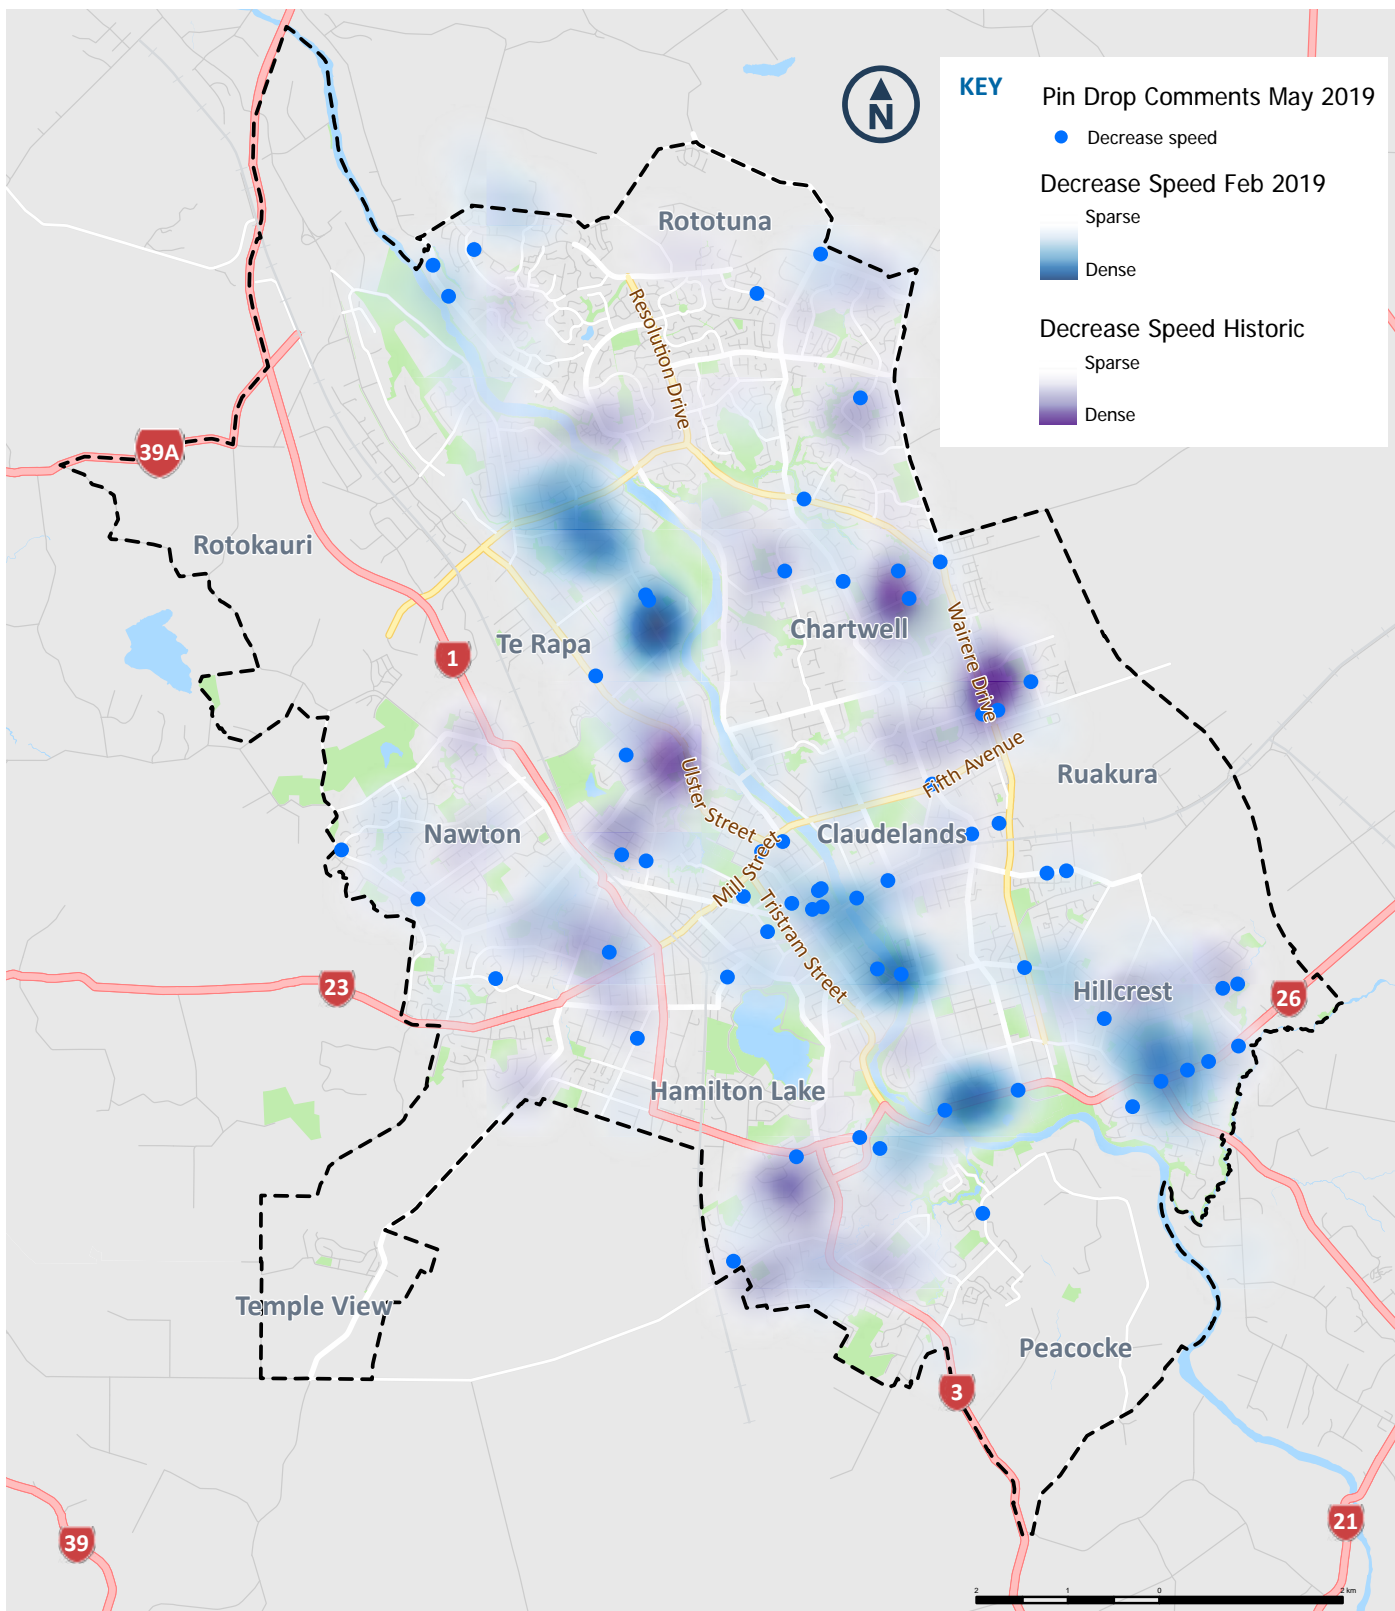 KEY
Pin Drop Comments May 2019
Decrease speed
Decrease Speed Feb 2019
Sparse
Dense
Decrease Speed Historic
Sparse
Dense
N
Rototuna
Resolution Drive
39A
Rotokauri
Te Rapa
1
Chartwell
Wairere Drive
Ulster Street
Fifth Avenue
Ruakura
Nawton
Claudelands
Mill Street
Tristram Street
23
Hillcrest
26
Hamilton Lake
Temple View
Peacocke
3
39
21
2 1 0 2 km